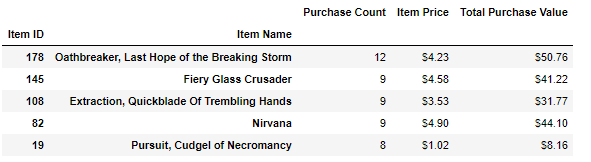 Purchase Count Item Price Total Purchase Value
Item ID Item Name
178 Oathbreaker, Last Hope of the Breaking Storm 12 $4.23 $50.76
145 Fiery Glass Crusader 9 $4.58 $41.22
108 Extraction, Quickblade Of Trembling Hands 9 $3.53 $31.77
82 Nirvana 9 $4.90 $44.10
19 Pursuit, Cudgel of Necromancy 8 $1.02 $8.16